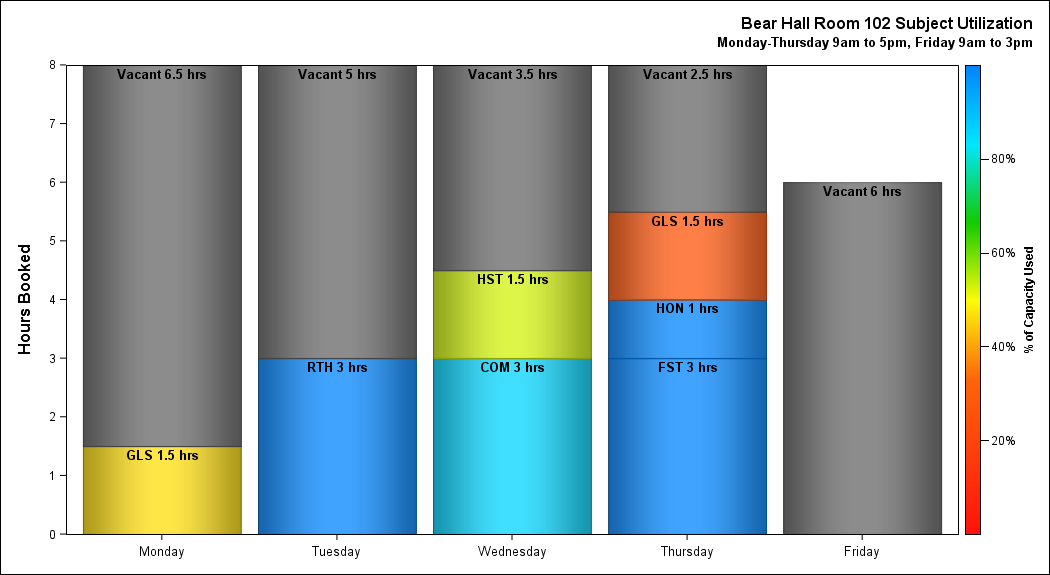 Bear Hall Room 102 Subject Utilization
Monday-Thursday 9am to 5pm, Friday 9am to 3pm
Hours Booked
8
7
6
5
4
3
2
1
0
Vacant 6.5 hrs
GLS 1.5 hrs
Vacant 5 hrs
RTH 3 hrs
Vacant 3.5 hrs
HST 1.5 hrs
COM 3 hrs
Vacant 2.5 hrs
GLS 1.5 hrs
HON 1 hrs
FST 3 hrs
Vacant 6 hrs
Monday
Tuesday
Wednesday
Thursday
Friday
80%
60%
40%
20%
% of Capacity Used